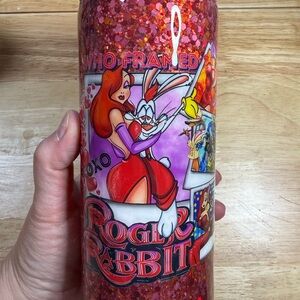 WHO FRAMED
XOXO
ROGER
RABBIT